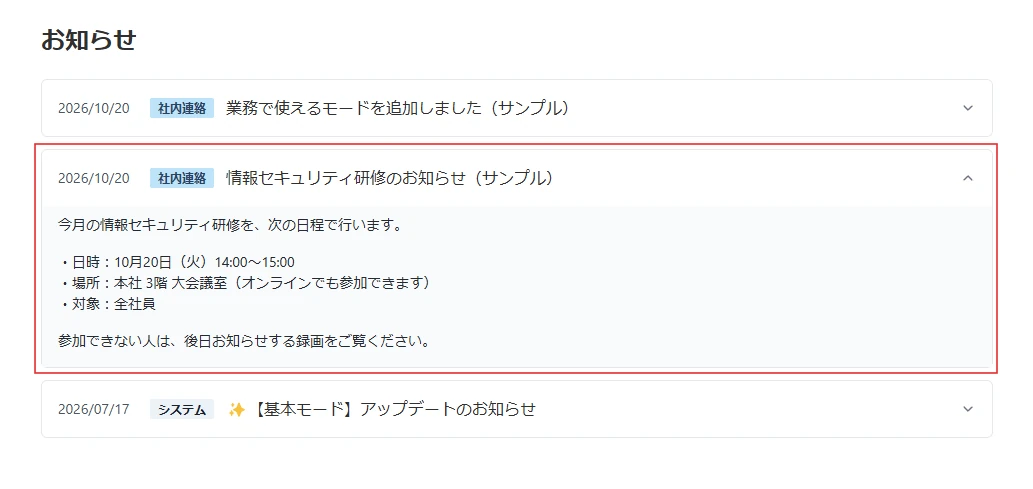 お知らせ
2026/10/20 社内連絡 業務で使えるモードを追加しました（サンプル）
2026/10/20 社内連絡 情報セキュリティ研修のお知らせ（サンプル）
今月の情報セキュリティ研修を、次の日程で行います。
・日時：10月20日（火）14:00～15:00
・場所：本社 3階 大会議室（オンラインでも参加できます）
・対象：全社員
参加できない人は、後日お知らせする録画をご覧ください。
2026/07/17 システム ✨【基本モード】アップデートのお知らせ